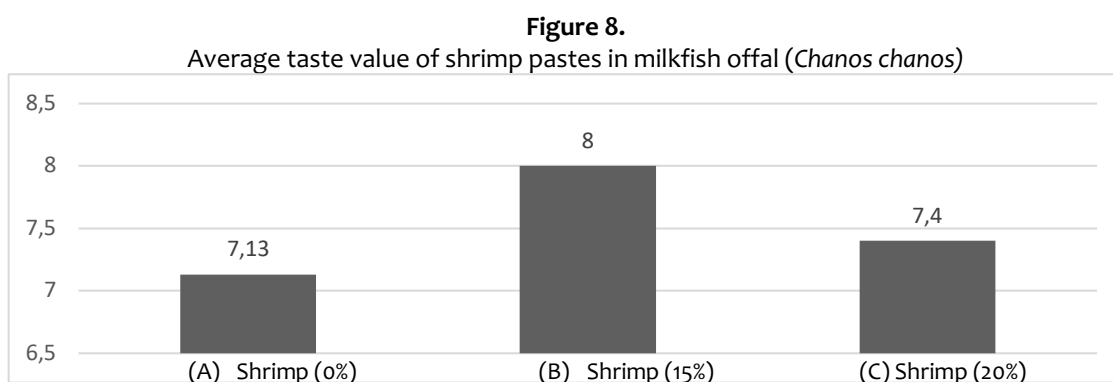 Figure 8.
Average taste value of shrimp pastes in milkfish offal (Chanos chanos)
8,5
8
8
7,5
7,4
7,13
7
6,5
(A) Shrimp (0%) (B) Shrimp (15%) (C) Shrimp (20%)